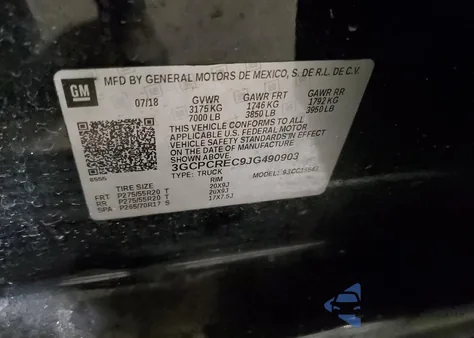 GM
MFD BY GENERAL MOTORS DE MEXICO, S. DE R.L. DE C.V.
07/18 GVWR GAWR FRT GAWR RR
3175 KG 1746 KG 1792 KG
7000 LB 3850 LB 3950 LB
THIS VEHICLE CONFORMS TO ALL
APPLICABLE U.S. FEDERAL MOTOR
VEHICLE SAFETY STANDARDS IN EFFECT
ON THE DATE OF MANUFACTURE
SHOWN ABOVE.
3GCPCREC9JG490903
TYPE: TRUCK MODEL:
TIRE SIZE RIM
FRT P275/55R20 T 20X9J
RR P275/55R20 T 20X9J
SPA P265/70R17 S 17X7.5J